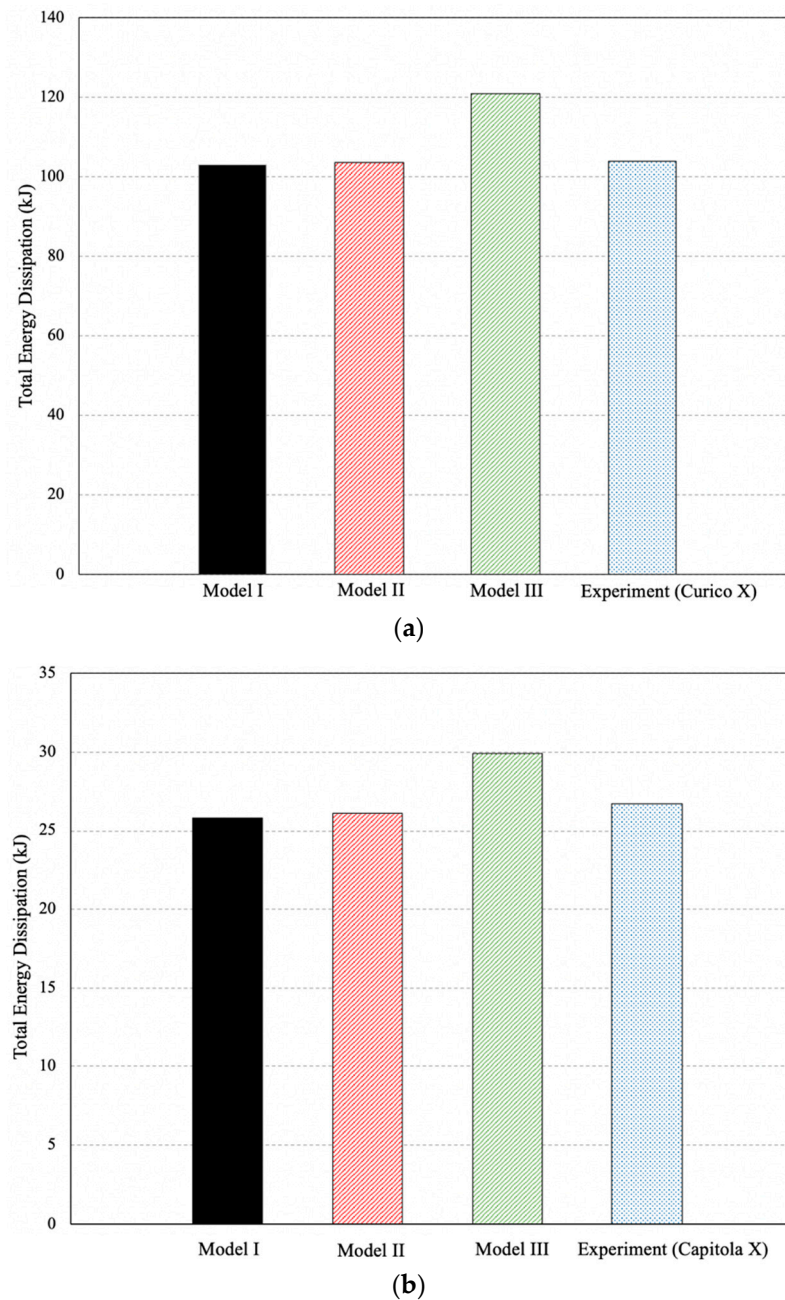 140
120
100
80
60
40
20
0
Total Energy Dissipation (kJ)
Model I Model II Model III Experiment (Curico X)
(a)
35
30
25
20
15
10
5
0
Total Energy Dissipation (kJ)
Model I Model II Model III Experiment (Capitola X)
(b)